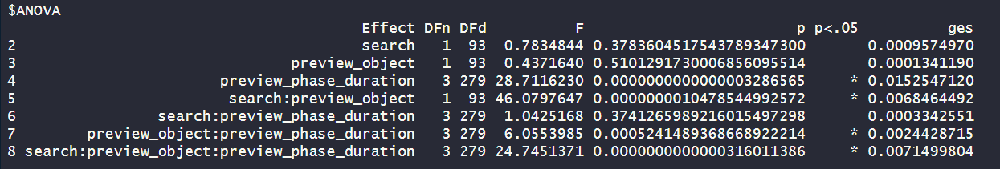 $ANOVA
Effect DFn DFd F p p<.05 ges
2 search 1 93 0.7834844 0.3783604517543789347300 0.0009574970
3 preview_object 1 93 0.4371640 0.5101291730006856095514 0.0001341190
4 preview_phase_duration 3 279 28.7116230 0.0000000000000003286565 * 0.0152547120
5 search:preview_object 1 93 46.0797647 0.0000000010478544992572 * 0.0068464492
6 search:preview_phase_duration 3 279 1.0425168 0.3741265989216015497298 0.0003342551
7 preview_object:preview_phase_duration 3 279 6.0553985 0.0005241489368668922214 * 0.0024428715
8 search:preview_object:preview_phase_duration 3 279 24.7451371 0.0000000000000316011386 * 0.0071499804